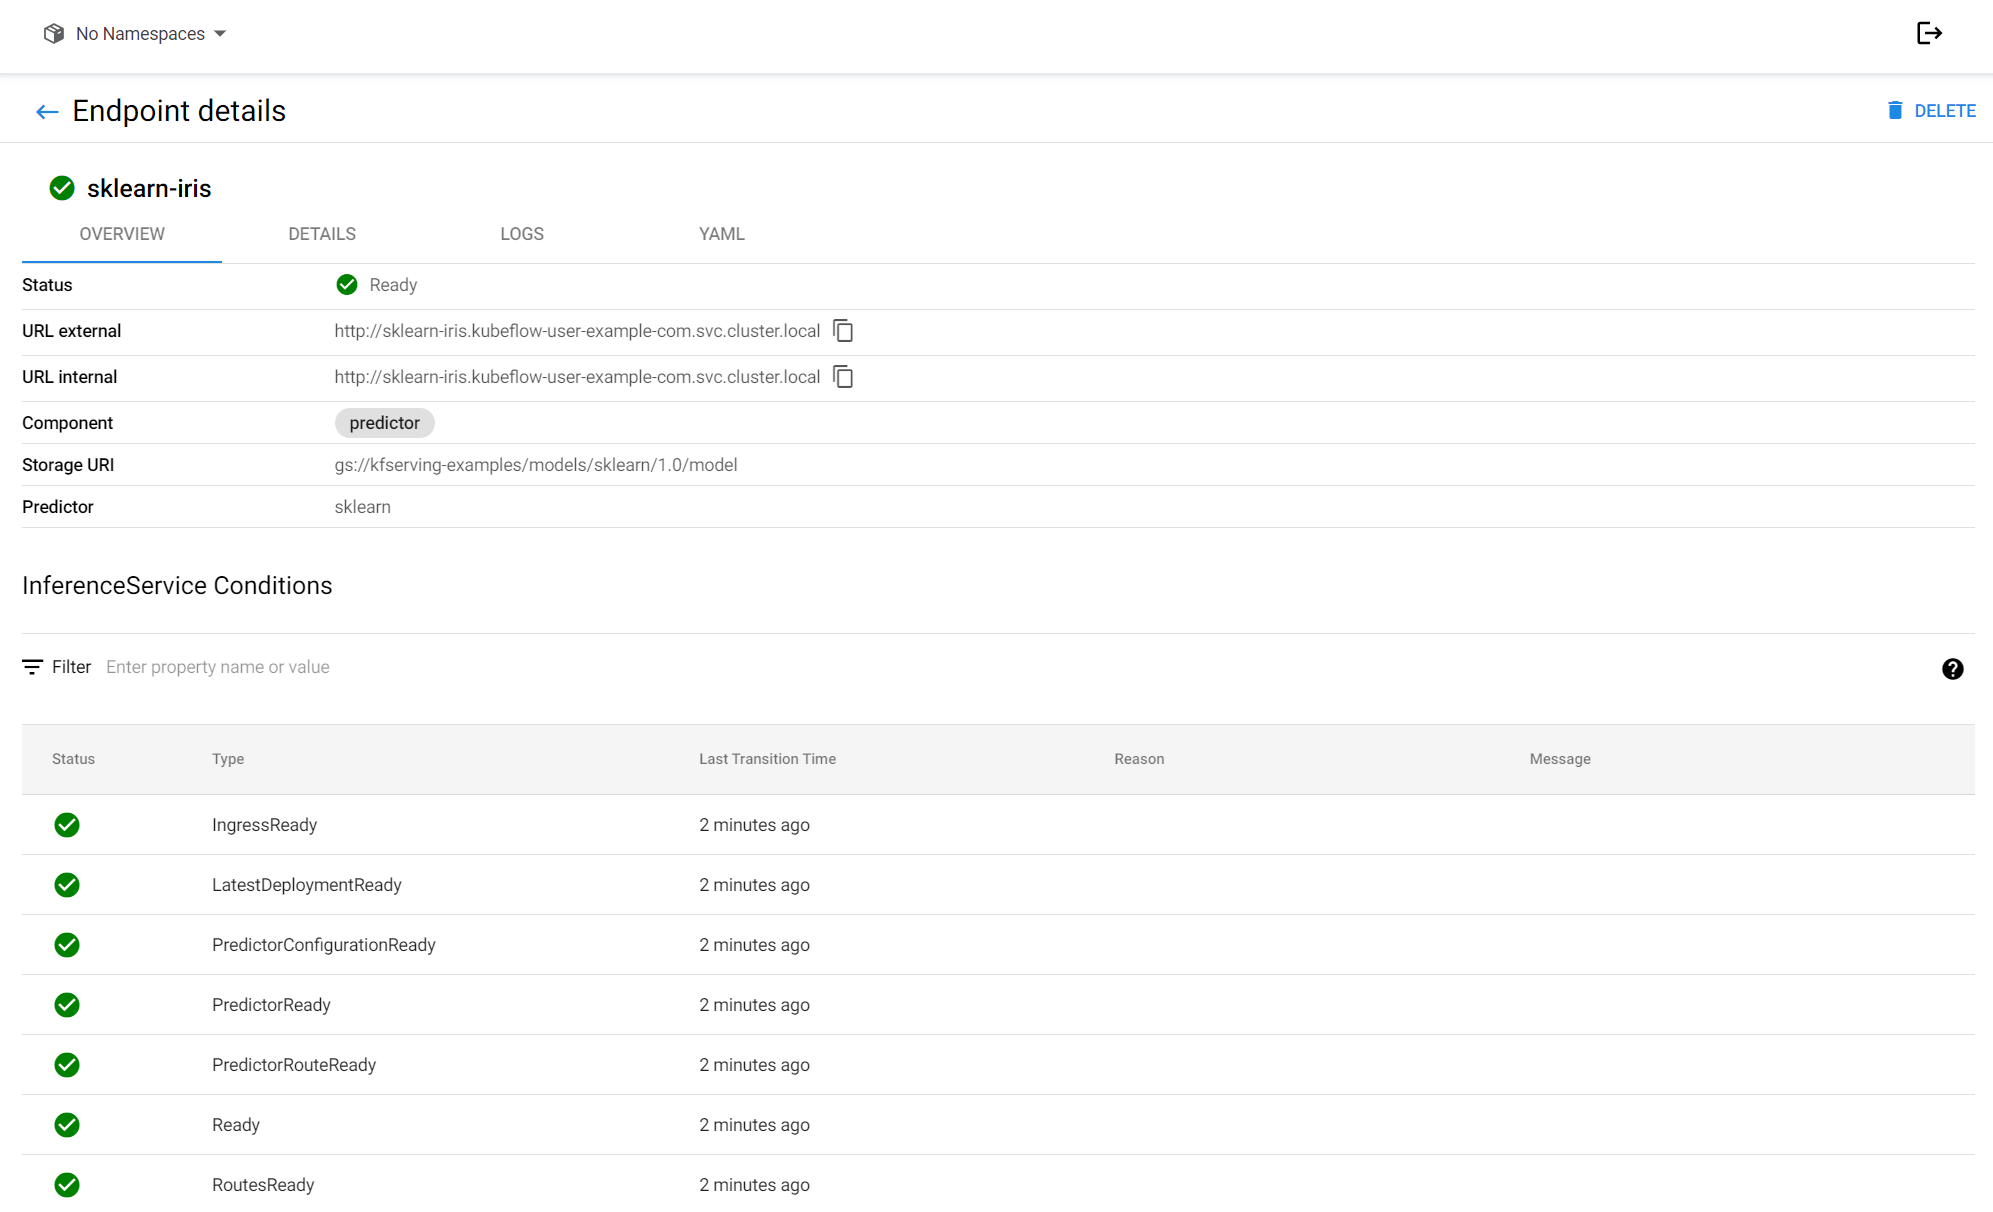 No Namespaces
Endpoint details
DELETE
sklearn-iris
OVERVIEW DETAILS LOGS YAML
Status Ready
URL external http://sklearn-iris.kubeflow-user-example-com.svc.cluster.local
URL internal http://sklearn-iris.kubeflow-user-example-com.svc.cluster.local
Component predictor
Storage URI gs://kfserving-examples/models/sklearn/1.0/model
Predictor sklearn
InferenceService Conditions
Filter Enter property name or value
Status Type Last Transition Time Reason Message
IngressReady 2 minutes ago
LatestDeploymentReady 2 minutes ago
PredictorConfigurationReady 2 minutes ago
PredictorReady 2 minutes ago
PredictorRouteReady 2 minutes ago
Ready 2 minutes ago
RoutesReady 2 minutes ago